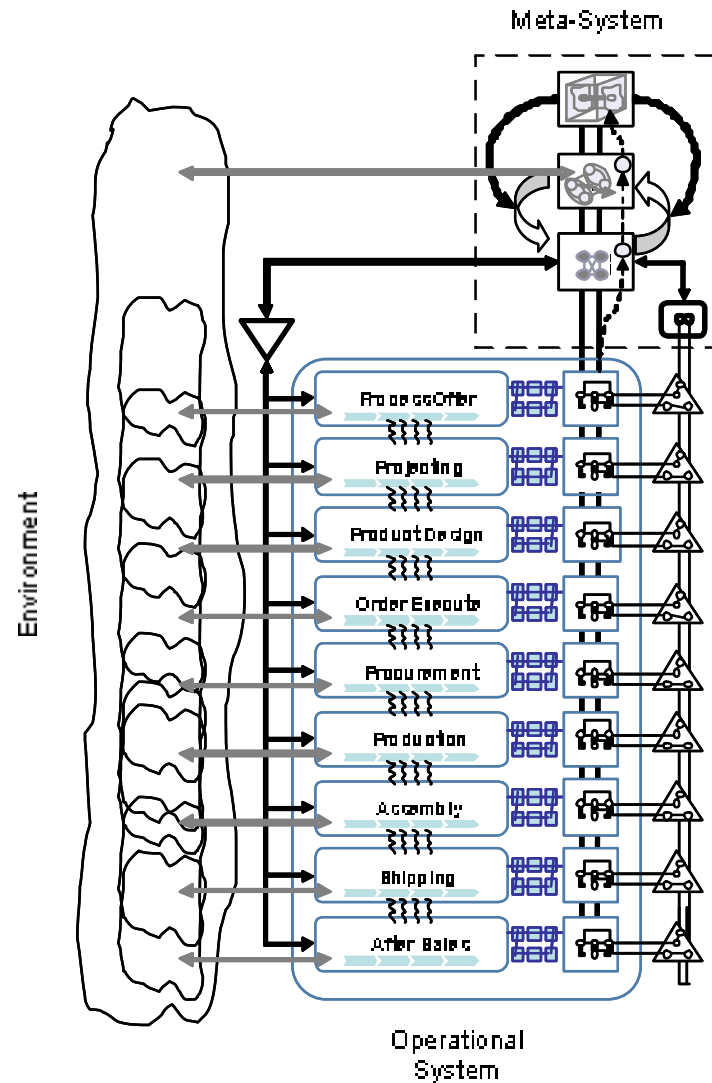 Meta-System
Environment
ProcessOffer
Projecting
Product Design
Order Execute
Procurement
Production
Assembly
Shipping
After Sales
Operational
System